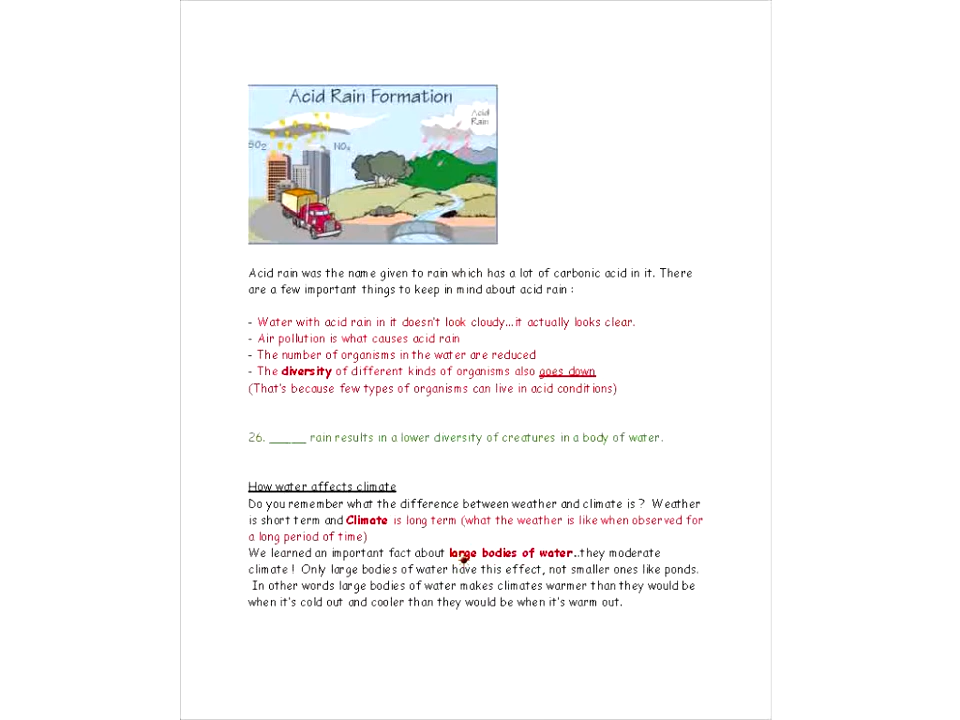 Acid Rain Formation
Acid
Rain
SO2
NOx
Acid rain was the name given to rain which has a lot of carbonic acid in it. There
are a few important things to keep in mind about acid rain :
- Water with acid rain in it doesn't look cloudy...it actually looks clear.
- Air pollution is what causes acid rain
- The number of organisms in the water are reduced
- The diversity of different kinds of organisms also goes down
(That's because few types of organisms can live in acid conditions)
26. _____ rain results in a lower diversity of creatures in a body of water.
How water affects climate
Do you remember what the difference between weather and climate is ? Weather
is short term and Climate is long term (what the weather is like when observed for
a long period of time)
We learned an important fact about large bodies of water...they moderate
climate ! Only large bodies of water have this effect, not smaller ones like ponds.
In other words large bodies of water makes climates warmer than they would be
when it's cold out and cooler than they would be when it's warm out.